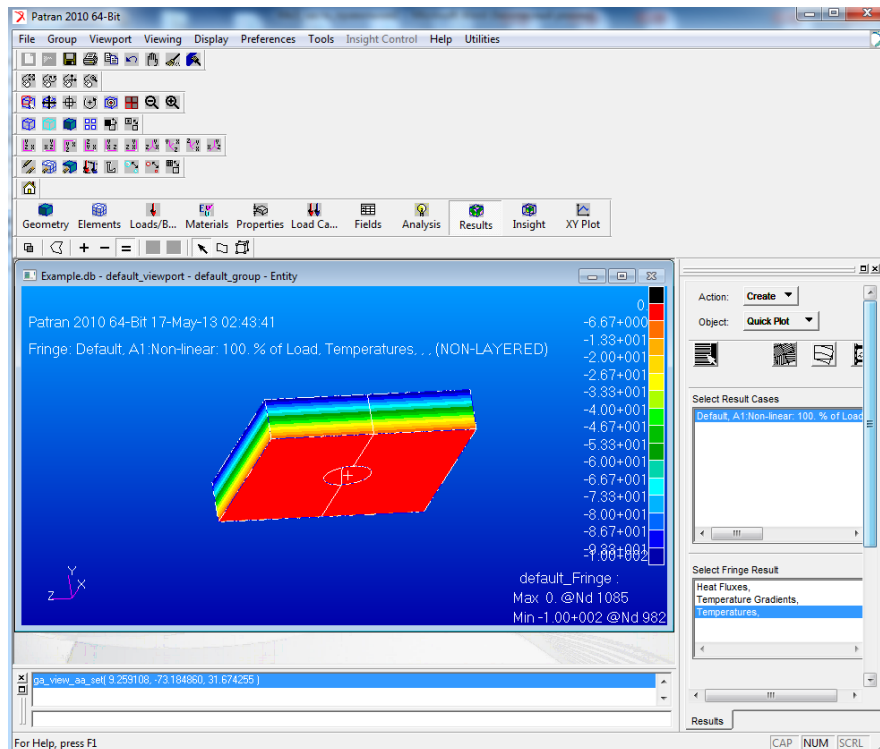 Patran 2010 64-Bit
File Group Viewport Viewing Display Preferences Tools Insight Control Help Utilities
Geometry Elements Loads/B... Materials Properties Load Ca... Fields Analysis Results Insight XY Plot
Example.db - default_viewport - default_group - Entity
Patran 2010 64-Bit 17-May-13 02:43:41
Fringe: Default, A1:Non-linear: 100. % of Load, Temperatures, , , (NON-LAYERED)
0
-6.67+000
-1.33+001
-2.00+001
-2.67+001
-3.33+001
-4.00+001
-4.67+001
-5.33+001
-6.00+001
-6.67+001
-7.33+001
-8.00+001
-8.67+001
-9.33+001
-1.00+002
default_Fringe :
Max 0. @Nd 1085
Min -1.00+002 @Nd 982
Y
X
Z
Action: Create
Object: Quick Plot
Select Result Cases
Default, A1:Non-linear: 100. % of Load
Select Fringe Result
Heat Fluxes,
Temperature Gradients,
Temperatures,
Results
ga_view_aa_set( 9.259108, -73.184860, 31.674255 )
For Help, press F1
CAP NUM SCRL